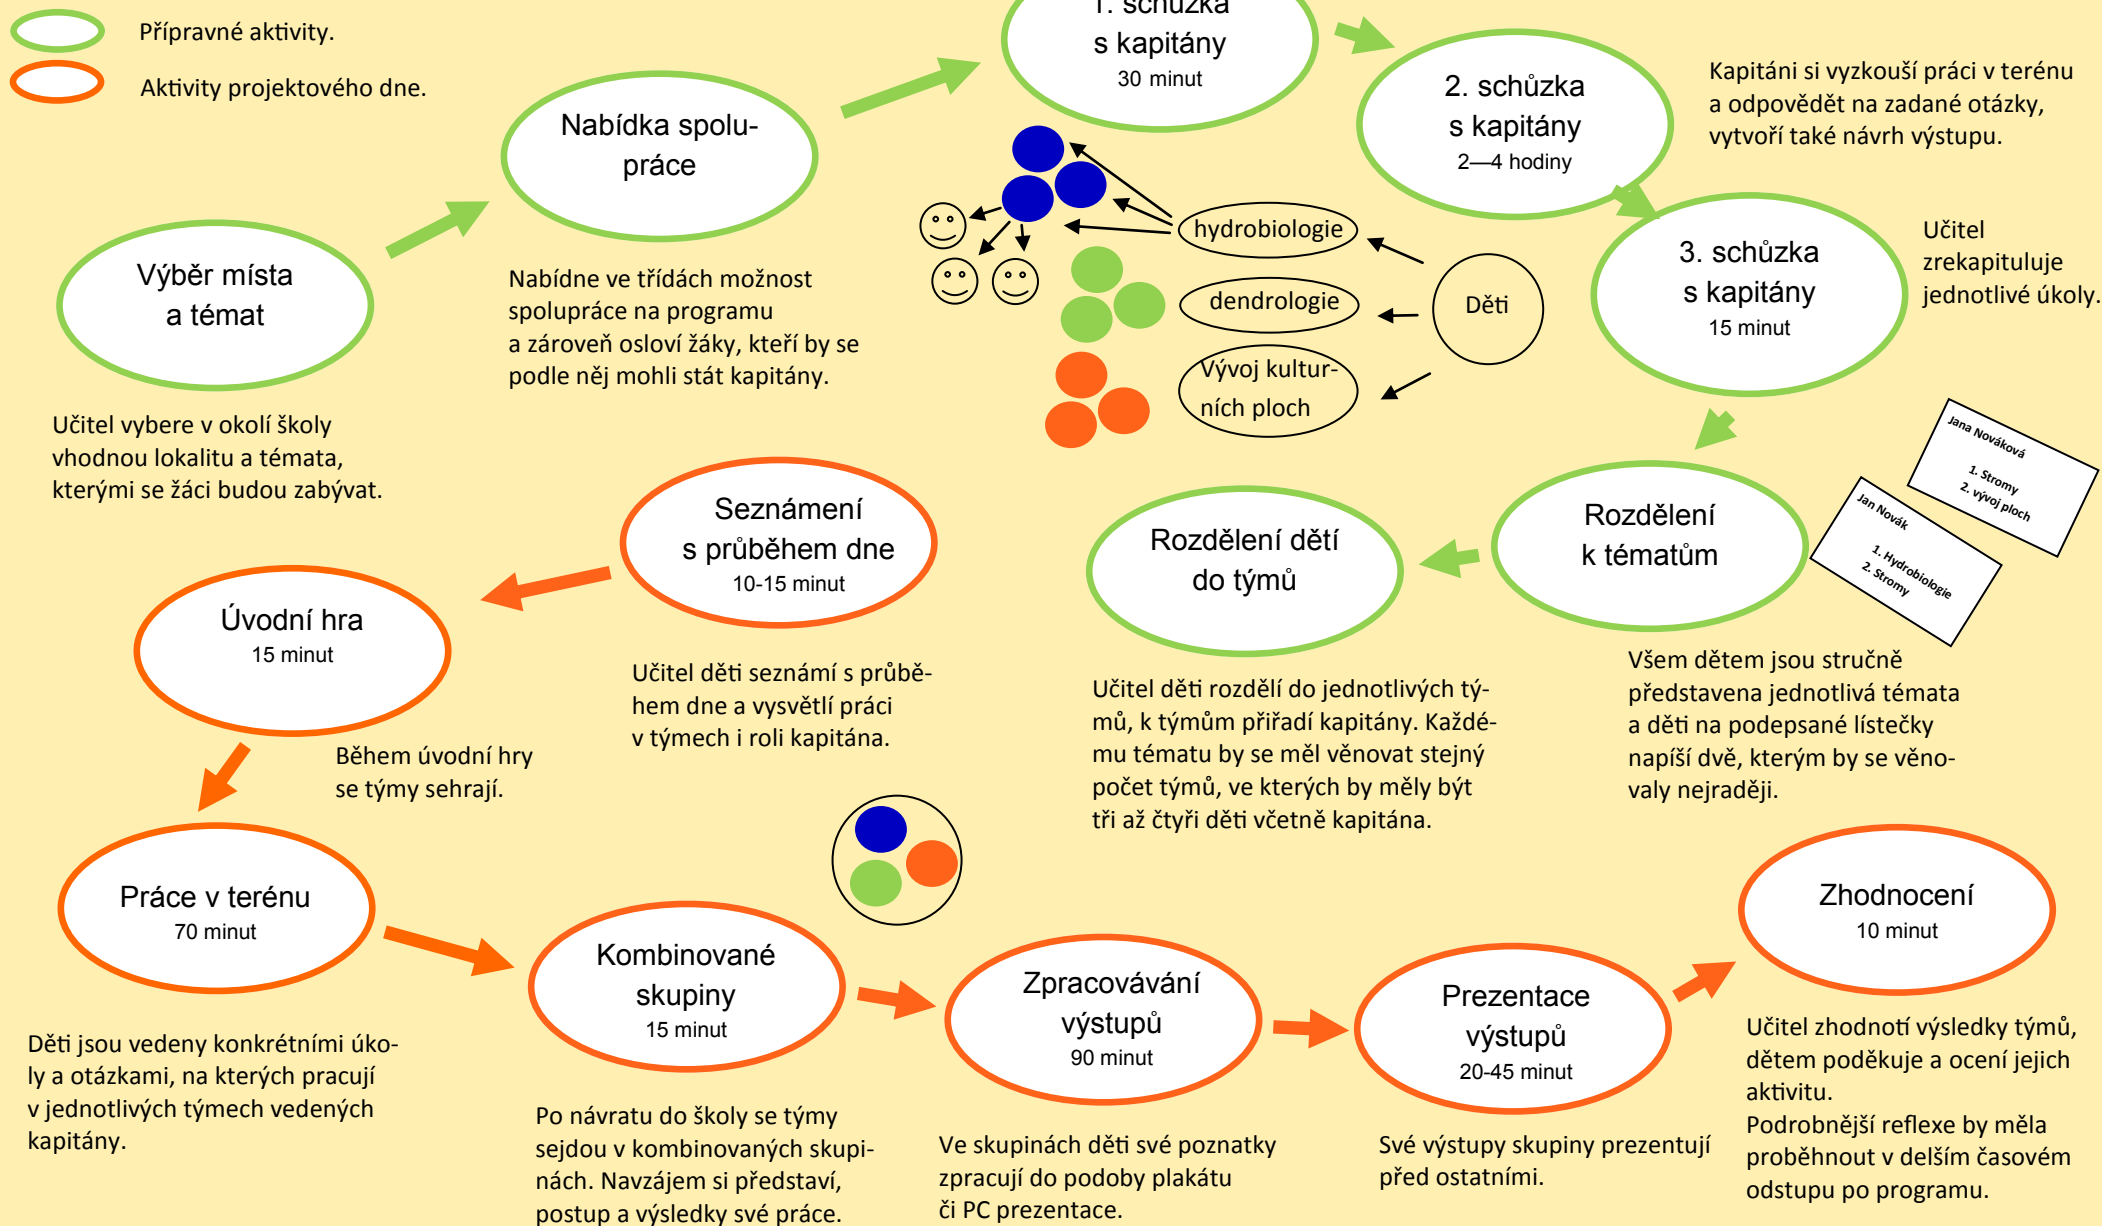 Přípravné aktivity.
Aktivity projektového dne.
Výběr místa
a témat
Učitel vybere v okolí školy
vhodnou lokalitu a témata,
kterými se žáci budou zabývat.
Nabídka spolu-
práce
Nabídne ve třídách možnost
spolupráce na programu
a zároveň osloví žáky, kteří by se
podle něj mohli stát kapitány.
1. schůzka
s kapitány
30 minut
2. schůzka
s kapitány
2—4 hodiny
Kapitáni si vyzkouší práci v terénu
a odpovědět na zadané otázky,
vytvoří také návrh výstupu.
3. schůzka
s kapitány
15 minut
Učitel
zrekapituluje
jednotlivé úkoly.
hydrobiologie
dendrologie
Vývoj kultur-
ních ploch
Děti
Jana Nováková
1. Stromy
2. vývoj ploch
Jan Novák
1. Hydrobiologie
2. Stromy
Rozdělení
k tématům
Všem dětem jsou stručně
představena jednotlivá témata
a děti na podepsané lístečky
napíší dvě, kterým by se věno-
valy nejraději.
Rozdělení dětí
do týmů
Učitel děti rozdělí do jednotlivých tý-
mů, k týmům přiřadí kapitány. Každé-
mu tématu by se měl věnovat stejný
počet týmů, ve kterých by měly být
tři až čtyři děti včetně kapitána.
Seznámení
s průběhem dne
10-15 minut
Učitel děti seznámí s průbě-
hem dne a vysvětlí práci
v týmech i roli kapitána.
Úvodní hra
15 minut
Během úvodní hry
se týmy sehrají.
Práce v terénu
70 minut
Děti jsou vedeny konkrétními úko-
ly a otázkami, na kterých pracují
v jednotlivých týmech vedených
kapitány.
Kombinované
skupiny
15 minut
Po návratu do školy se týmy
sejdou v kombinovaných skupi-
nách. Navzájem si představí,
postup a výsledky své práce.
Zpracovávání
výstupů
90 minut
Ve skupinách děti své poznatky
zpracují do podoby plakátu
či PC prezentace.
Prezentace
výstupů
20-45 minut
Své výstupy skupiny prezentují
před ostatními.
Zhodnocení
10 minut
Učitel zhodnotí výsledky týmů,
dětem poděkuje a ocení jejich
aktivitu.
Podrobnější reflexe by měla
proběhnout v delším časovém
odstupu po programu.